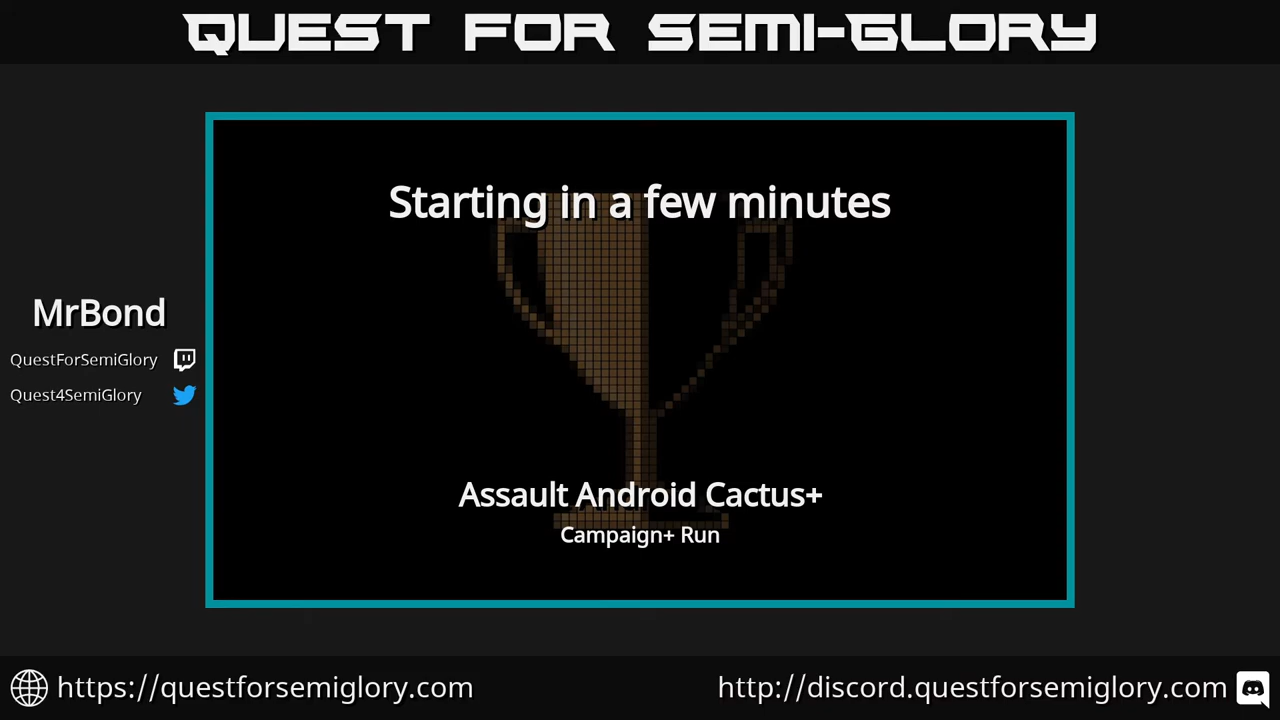 QUEST FOR SEMI-GLORY
Starting in a few minutes
MrBond
QuestForSemiGlory
Quest4SemiGlory
Assault Android Cactus+
Campaign+ Run
https://questforsemiglory.com
http://discord.questforsemiglory.com